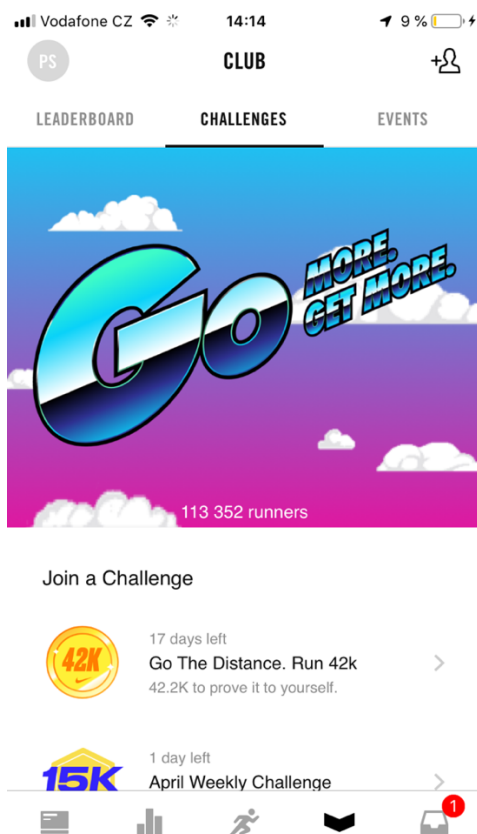 Vodafone CZ 14:14 9 %
PS CLUB
LEADERBOARD CHALLENGES EVENTS
GO MORE.
GET MORE.
113 352 runners
Join a Challenge
17 days left
42K Go The Distance. Run 42k
42.2K to prove it to yourself.
1 day left
15K April Weekly Challenge
1